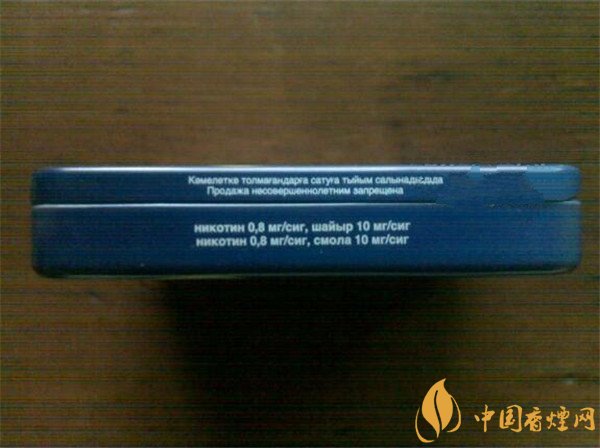 Кәмелетке толмағандарға сатуға тыйым салынады
Продажа несовершеннолетним запрещена
никотин 0,8 мг/сиг, шайыр 10 мг/сиг
никотин 0,8 мг/сиг, смола 10 мг/сиг
中国香烟网